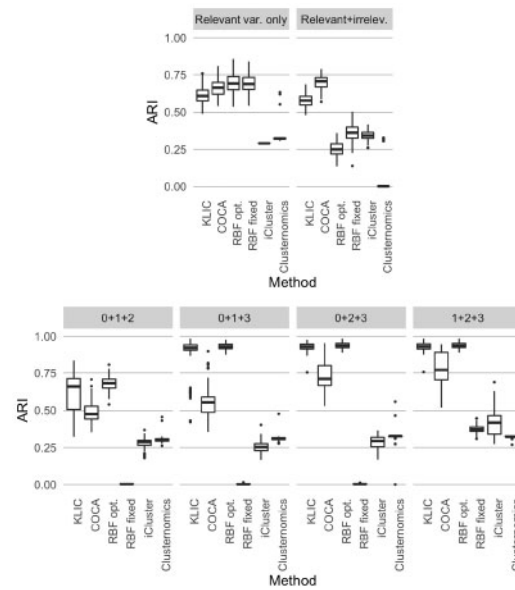 Relevant var. only Relevant+irrelev.
1.00
0.75
0.50
0.25
0.00
ARI
KLIC COCA RBF opt. RBF fixed iCluster Clusternomics KLIC COCA RBF opt. RBF fixed iCluster Clusternomics
Method
0+1+2 0+1+3 0+2+3 1+2+3
1.00
0.75
0.50
0.25
0.00
ARI
KLIC COCA RBF opt. RBF fixed iCluster Clusternomics KLIC COCA RBF opt. RBF fixed iCluster Clusternomics KLIC COCA RBF opt. RBF fixed iCluster Clusternomics KLIC COCA RBF opt. RBF fixed iCluster Clusternomics
Method